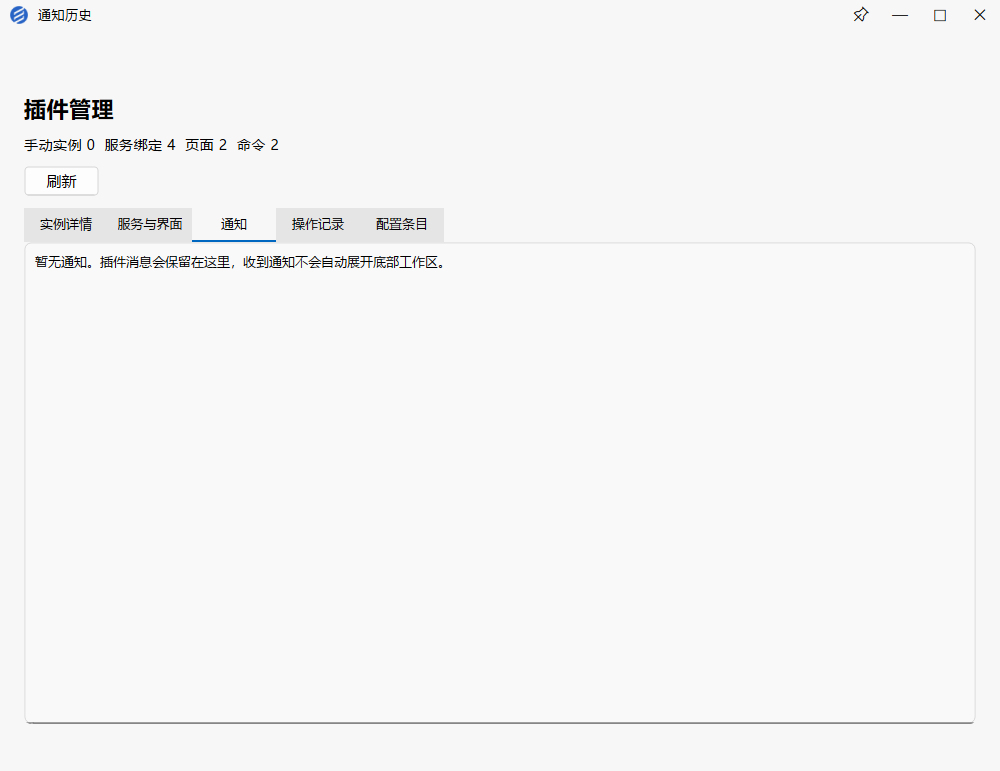 通知历史
插件管理
手动实例 0 服务绑定 4 页面 2 命令 2
刷新
实例详情 服务与界面 通知 操作记录 配置条目
暂无通知。插件消息会保留在这里，收到通知不会自动展开底部工作区。